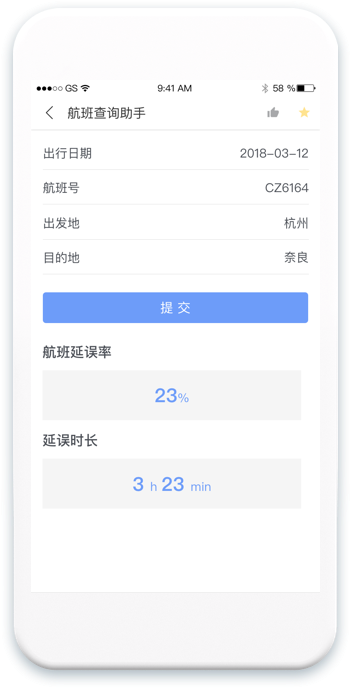 GS 9:41 AM 58 %
航班查询助手
出行日期 2018-03-12
航班号 CZ6164
出发地 杭州
目的地 奈良
提 交
航班延误率
23%
延误时长
3 h 23 min